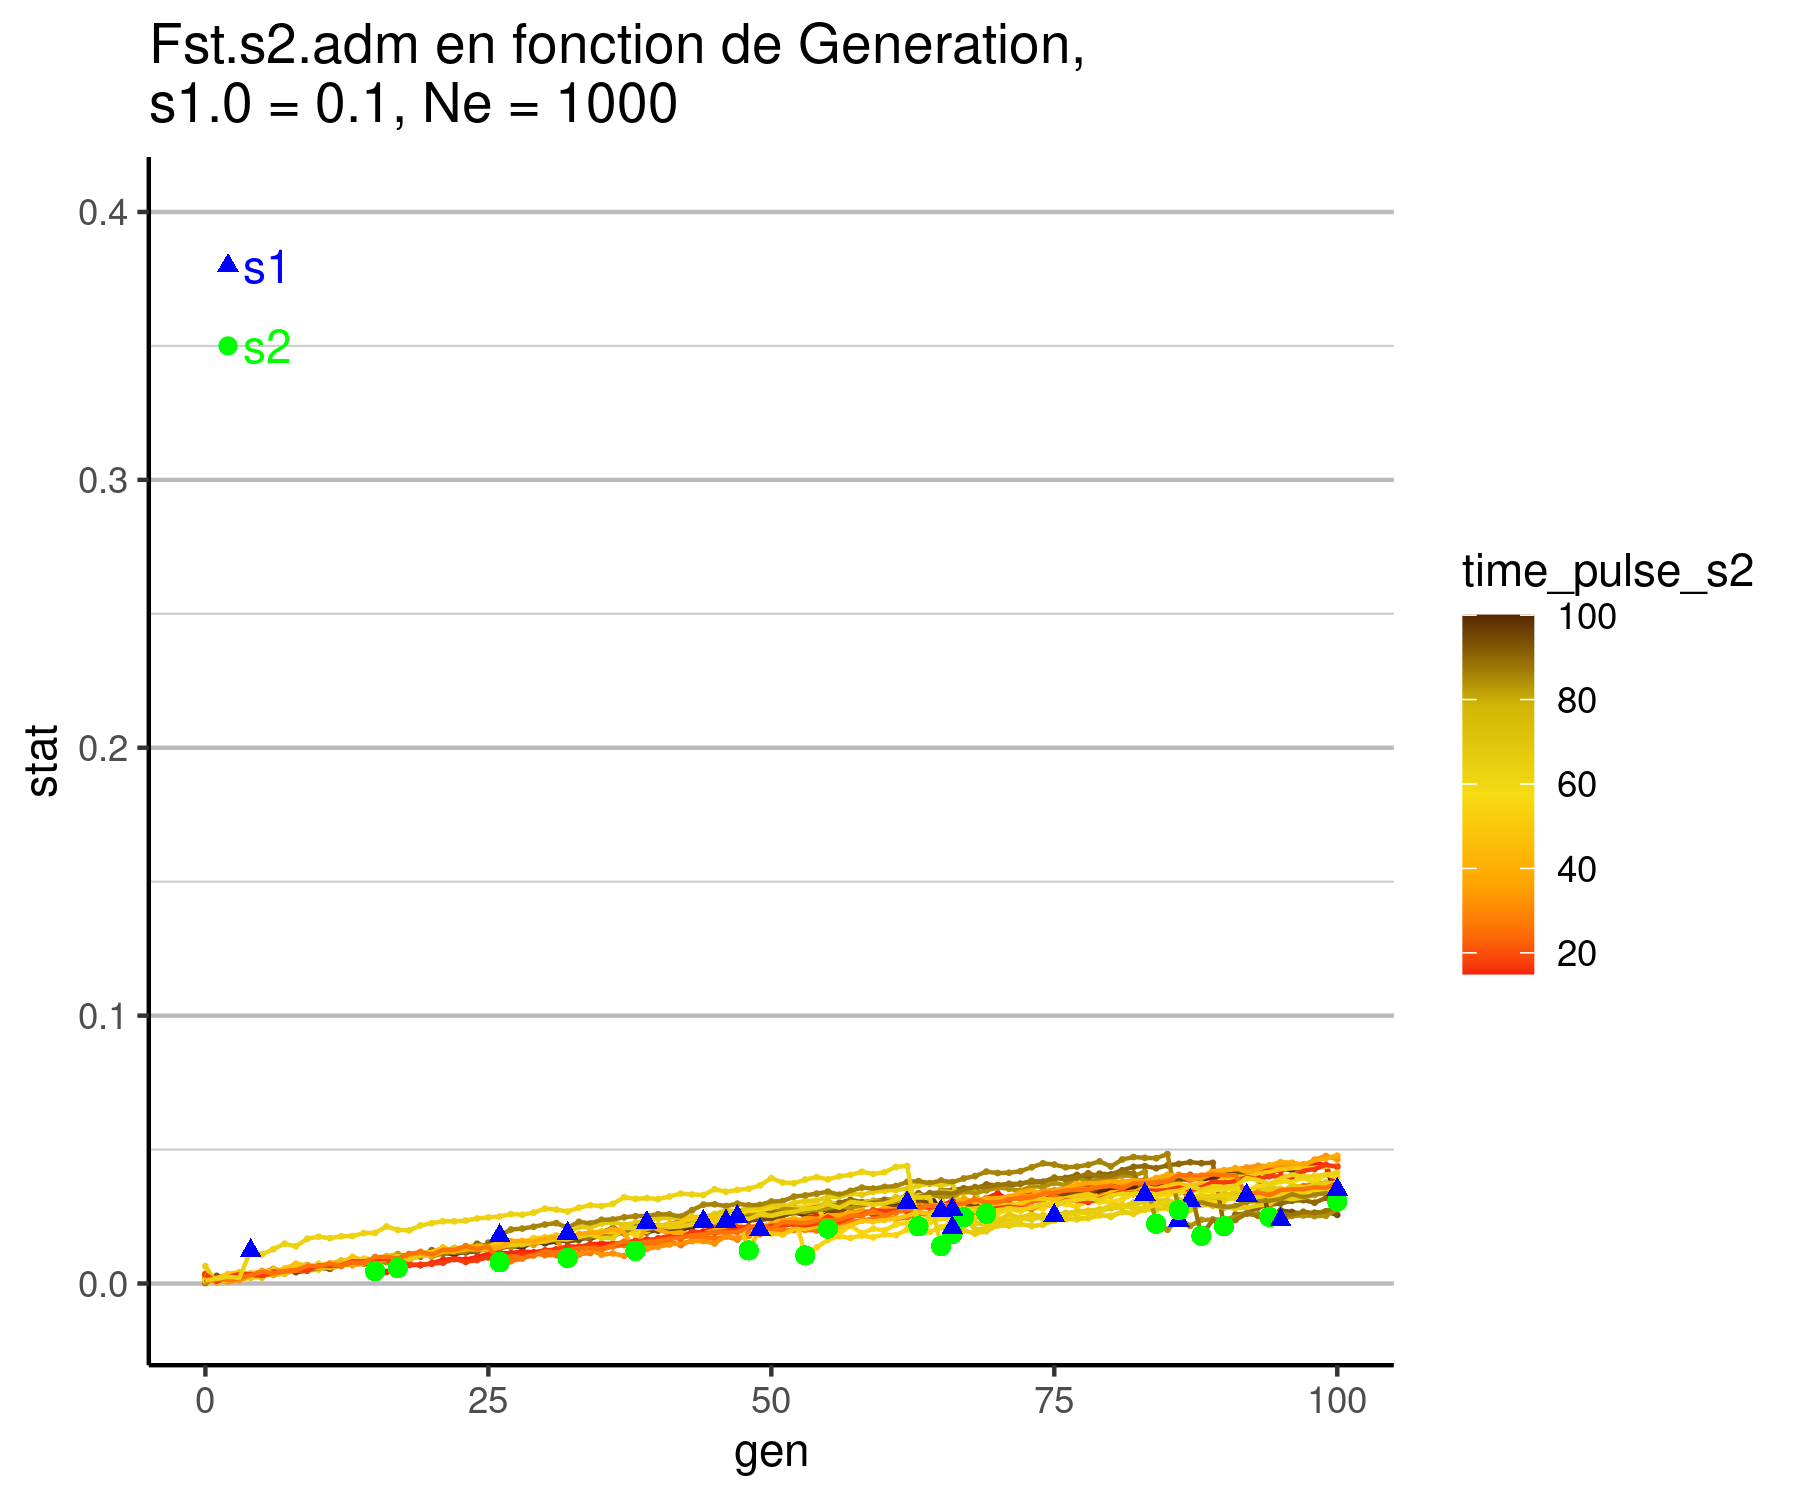 Fst.s2.adm en fonction de Generation,
s1.0 = 0.1, Ne = 1000
0.4
s1
s2
0.3
0.2
0.1
0.0
stat
0
25
50
75
100
gen
time_pulse_s2
100
80
60
40
20